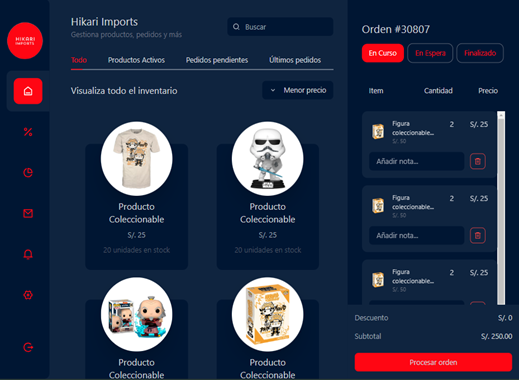 HIKARI
IMPORTS
Hikari Imports
Gestiona productos, pedidos y más
Buscar
Todo
Productos Activos
Pedidos pendientes
Últimos pedidos
Visualiza todo el inventario
Menor precio
Producto
Coleccionable
S/. 25
20 unidades en stock
Producto
Coleccionable
S/. 25
20 unidades en stock
Producto
Coleccionable
Producto
Coleccionable
Orden #30807
En Curso
En Espera
Finalizado
Item
Cantidad
Precio
Figura
coleccionable...
S/. 50
2
S/. 25
Añadir nota...
Figura
coleccionable...
S/. 50
2
S/. 25
Añadir nota...
Figura
coleccionable...
S/. 50
2
S/. 25
Descuento
S/. 0
Subtotal
S/. 250.00
Procesar orden